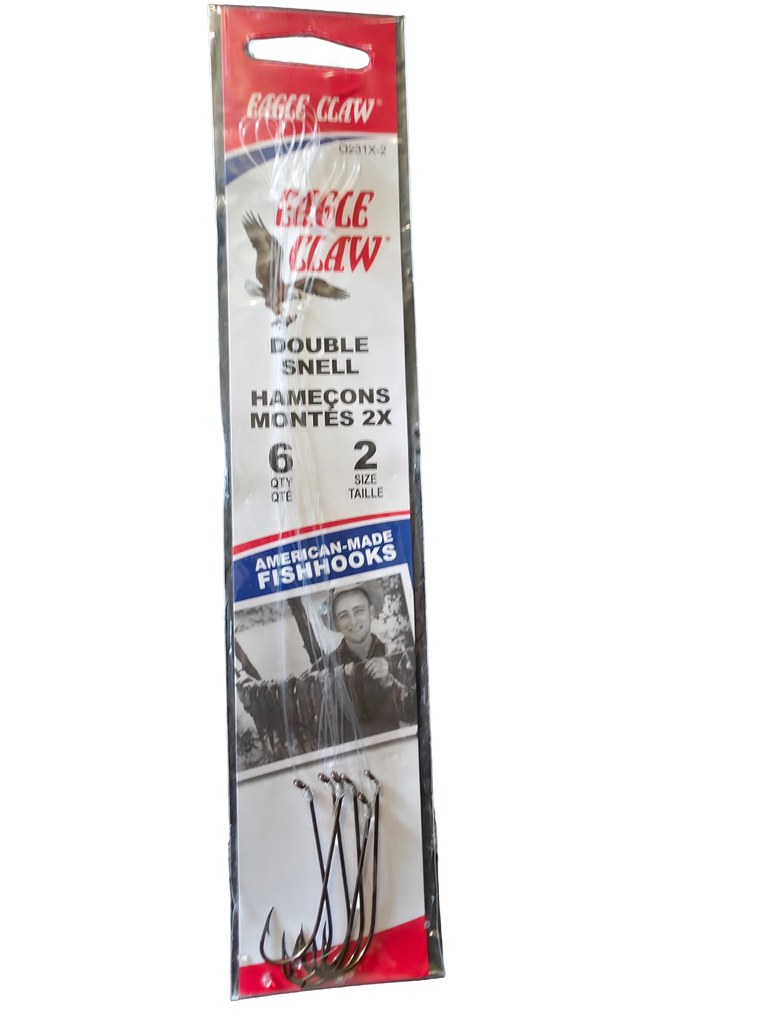 EAGLE CLAW®
Q231X-2
EAGLE
CLAW®
DOUBLE
SNELL
HAMEÇONS
MONTÉS 2X
6 2
QTY SIZE
QTÉ TAILLE
AMERICAN-MADE
FISHHOOKS